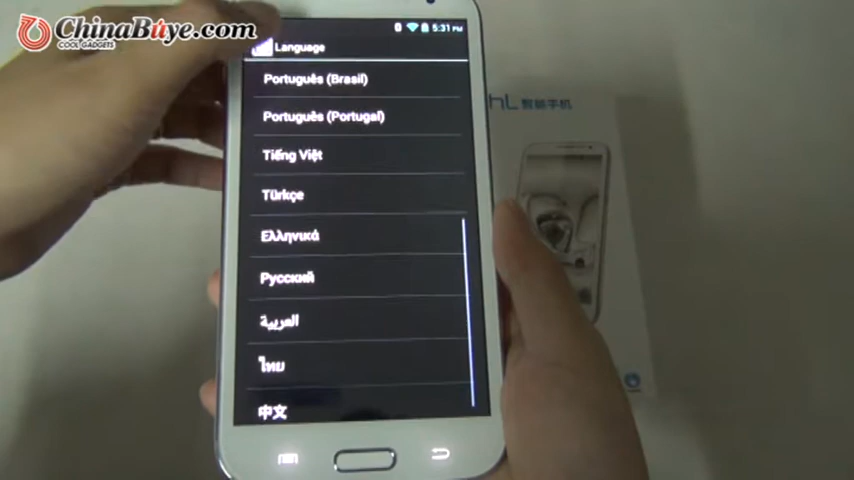 ChinaBuye.com
COOL GADGETS
5:31 PM
Language
Português (Brasil)
Português (Portugal)
Tiếng Việt
Türkçe
Ελληνικά
Русский
العربية
ไทย
中文
hL 智能手机